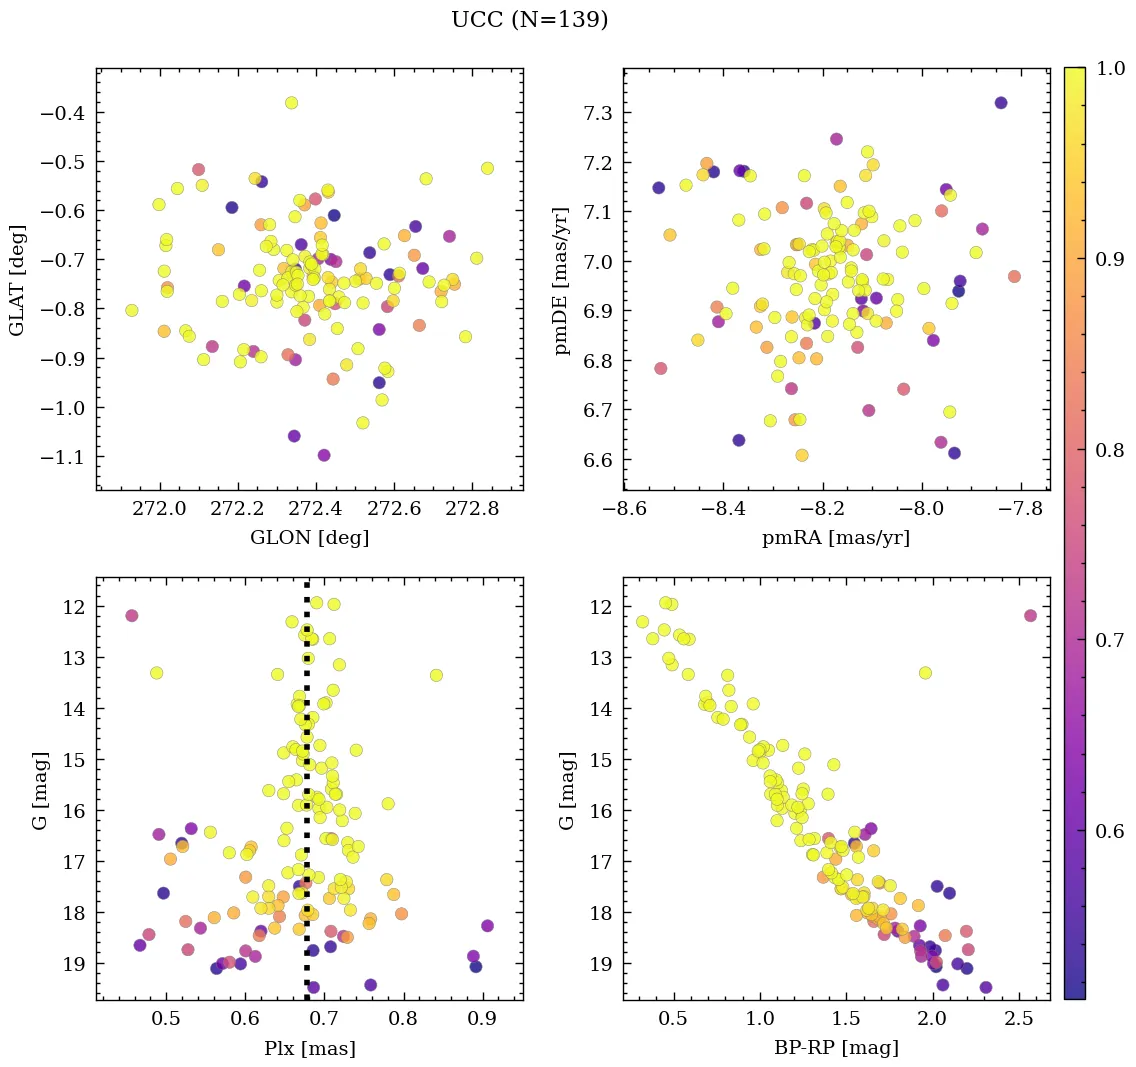 UCC (N=139)
−0.4
−0.5
−0.6
−0.7
−0.8
−0.9
−1.0
−1.1
GLAT [deg]
272.0 272.2 272.4 272.6 272.8
GLON [deg]
7.3
7.2
7.1
7.0
6.9
6.8
6.7
6.6
pmDE [mas/yr]
−8.6 −8.4 −8.2 −8.0 −7.8
pmRA [mas/yr]
12
13
14
15
16
17
18
19
G [mag]
0.5 0.6 0.7 0.8 0.9
Plx [mas]
12
13
14
15
16
17
18
19
G [mag]
0.5 1.0 1.5 2.0 2.5
BP-RP [mag]
1.0
0.9
0.8
0.7
0.6